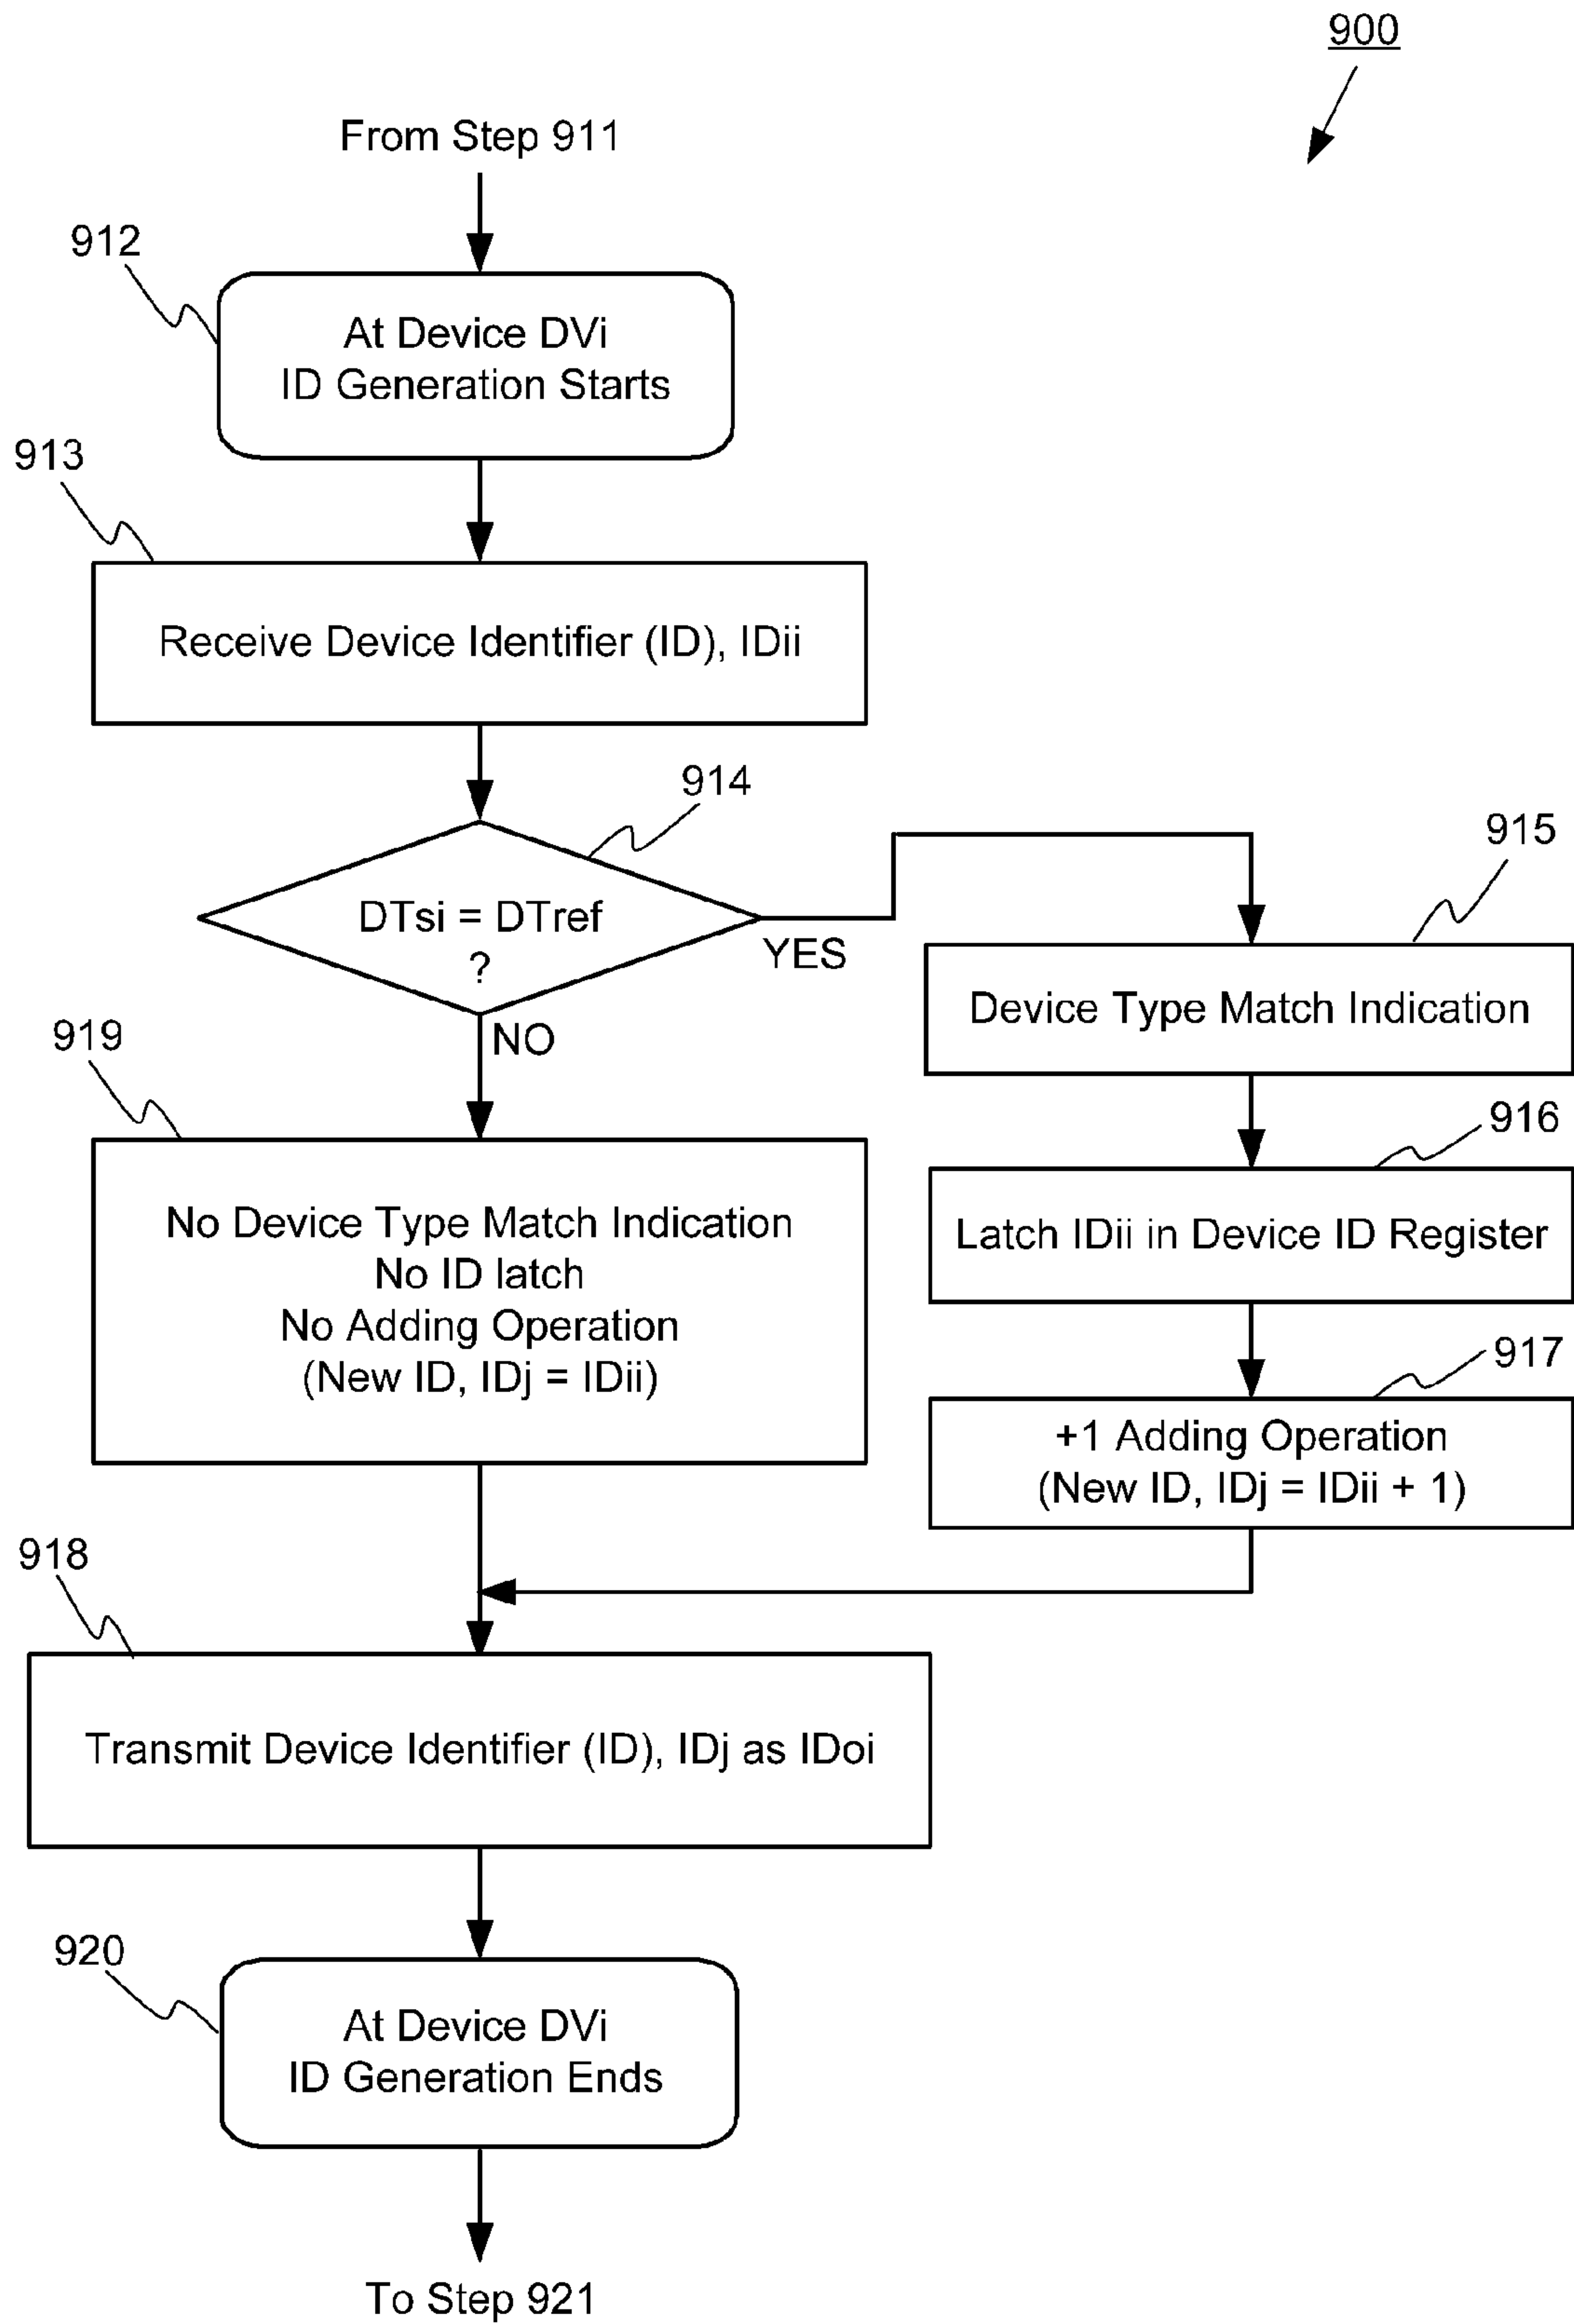 900
From Step 911
912
At Device DVi
ID Generation Starts
913
Receive Device Identifier (ID), IDii
914
DTsi = DTref
?
YES
NO
915
Device Type Match Indication
916
Latch IDii in Device ID Register
917
+1 Adding Operation
(New ID, IDj = IDii + 1)
919
No Device Type Match Indication
No ID latch
No Adding Operation
(New ID, IDj = IDii)
918
Transmit Device Identifier (ID), IDj as IDoi
920
At Device DVi
ID Generation Ends
To Step 921